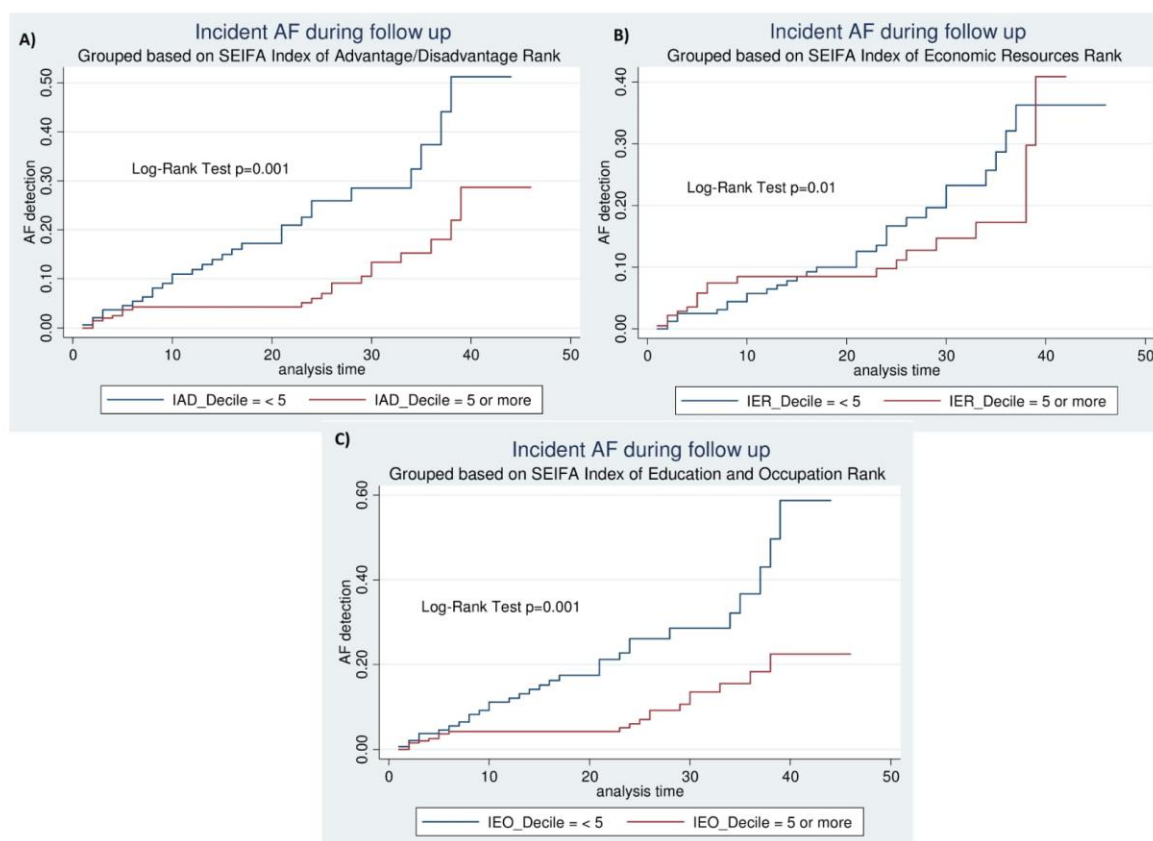 A)
Incident AF during follow up
Grouped based on SEIFA Index of Advantage/Disadvantage Rank
AF detection
0.50
0.40
0.30
0.20
0.10
0.00
Log-Rank Test p=0.001
0 10 20 30 40 50
analysis time
IAD_Decile = < 5 IAD_Decile = 5 or more
B)
Incident AF during follow up
Grouped based on SEIFA Index of Economic Resources Rank
AF detection
0.40
0.30
0.20
0.10
0.00
Log-Rank Test p=0.01
0 10 20 30 40 50
analysis time
IER_Decile = < 5 IER_Decile = 5 or more
C)
Incident AF during follow up
Grouped based on SEIFA Index of Education and Occupation Rank
AF detection
0.60
0.40
0.20
0.00
Log-Rank Test p=0.001
0 10 20 30 40 50
analysis time
IEO_Decile = < 5 IEO_Decile = 5 or more